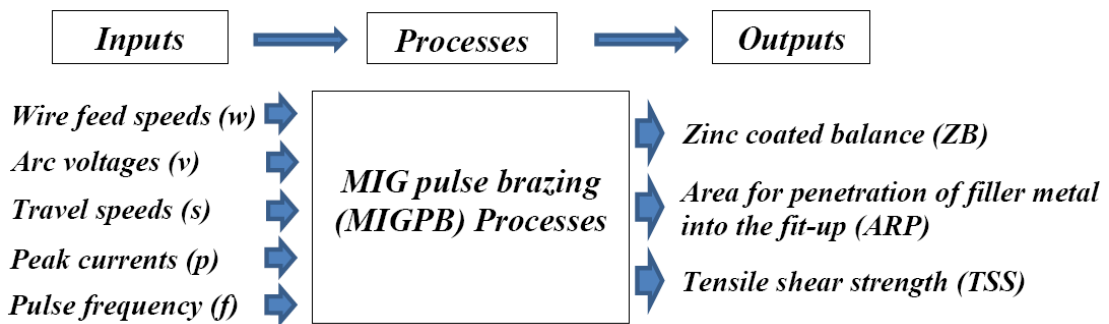 Inputs
Processes
Outputs
Wire feed speeds (w)
Arc voltages (v)
Travel speeds (s)
Peak currents (p)
Pulse frequency (f)
MIG pulse brazing
(MIGPB) Processes
Zinc coated balance (ZB)
Area for penetration of filler metal
into the fit-up (ARP)
Tensile shear strength (TSS)